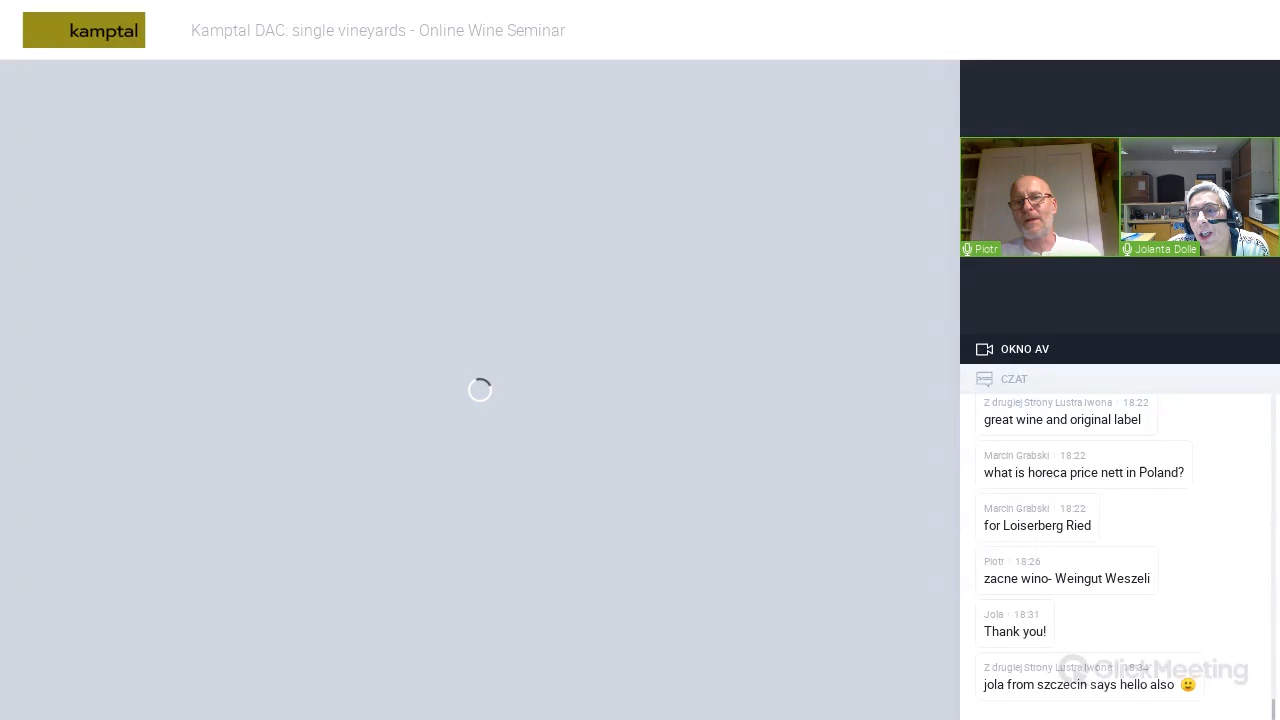 kamptal
Kamptal DAC. single vineyards - Online Wine Seminar
Piotr
Jolanta Dolle
OKNO AV
CZAT
Z drugiej Strony Lustra Iwona 18:22
great wine and original label
Marcin Grabski 18:22
what is horeca price nett in Poland?
Marcin Grabski 18:22
for Loiserberg Ried
Piotr 18:26
zacne wino- Weingut Weszeli
Jola 18:31
Thank you!
Z drugiej Strony Lustra Iwona 18:34
jola from szczecin says hello also
ClickMeeting